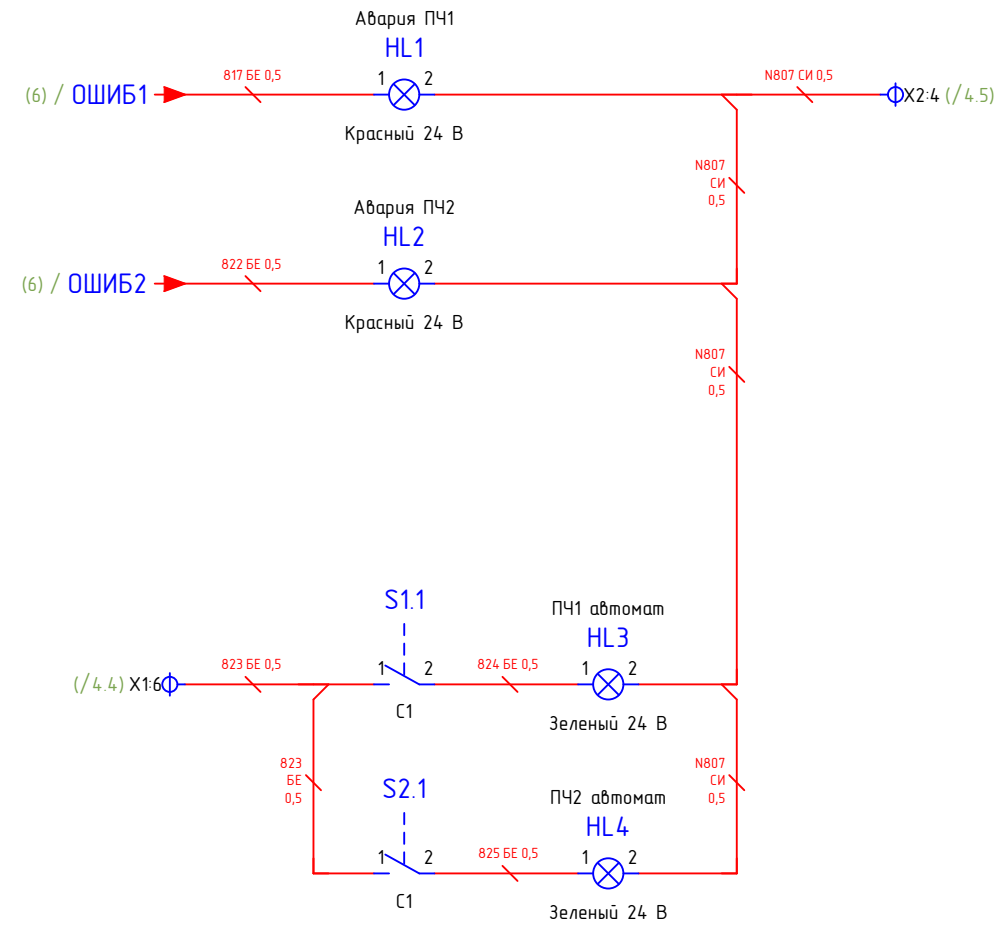 Авария ПЧ1
HL1
1 2
817 БЕ 0,5
N807 СИ 0,5
(6) / ОШИБ1
X2:4 (/4.5)
Красный 24 В
N807
СИ
0,5
Авария ПЧ2
HL2
1 2
822 БЕ 0,5
(6) / ОШИБ2
Красный 24 В
N807
СИ
0,5
S1.1
ПЧ1 автомат
HL3
823 БЕ 0,5
1 2
824 БЕ 0,5
1 2
(/4.4) X1:6
C1
Зеленый 24 В
823
БЕ
0,5
N807
СИ
0,5
S2.1
ПЧ2 автомат
HL4
1 2
825 БЕ 0,5
1 2
C1
Зеленый 24 В